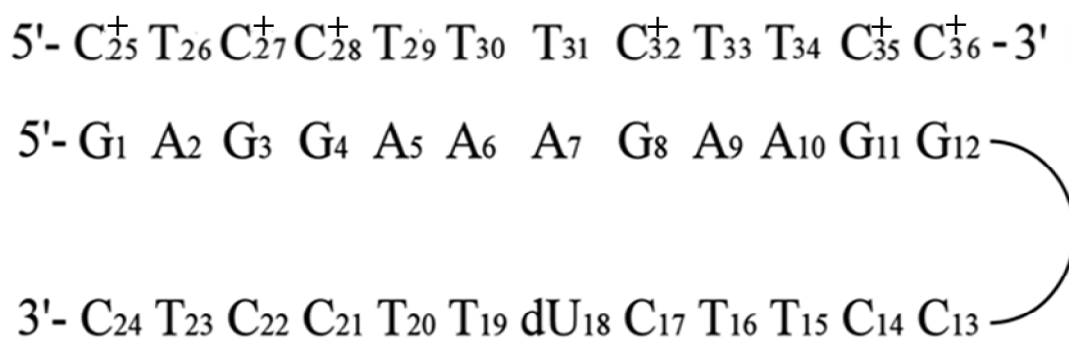 5'- C⁺25 T26 C⁺27 C⁺28 T29 T30 T31 C⁺32 T33 T34 C⁺35 C⁺36 - 3'
5'- G1 A2 G3 G4 A5 A6 A7 G8 A9 A10 G11 G12
3'- C24 T23 C22 C21 T20 T19 dU18 C17 T16 T15 C14 C13